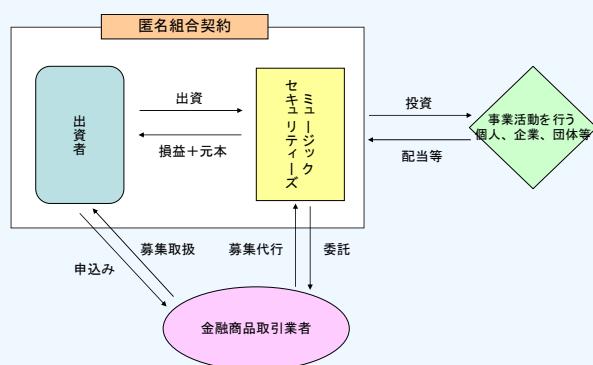 匿名組合契約
出資者
出資
損益＋元本
ミュージック
セキュリティーズ
投資
配当等
事業活動を行う
個人、企業、団体等
募集取扱
申込み
募集代行
委託
金融商品取引業者